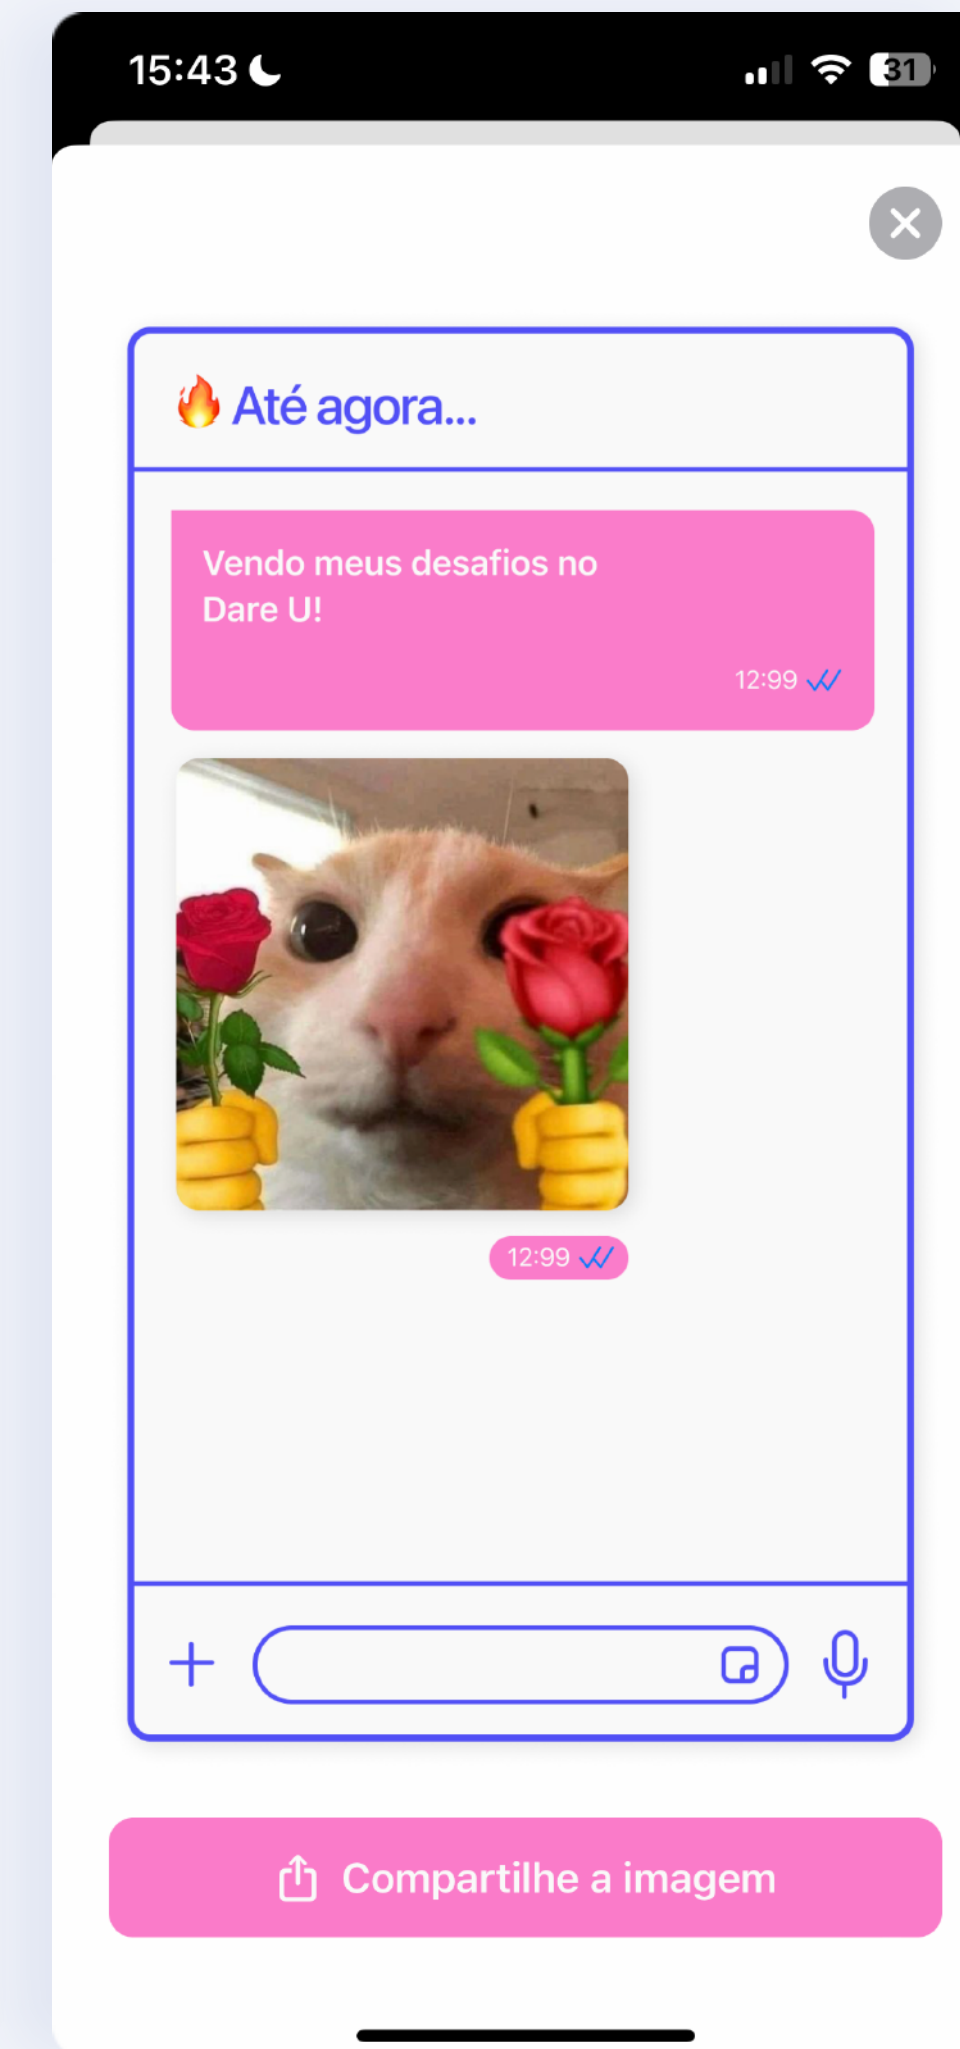 15:43
31
🔥 Até agora...
Vendo meus desafios no
Dare U!
12:99
12:99
Compartilhe a imagem